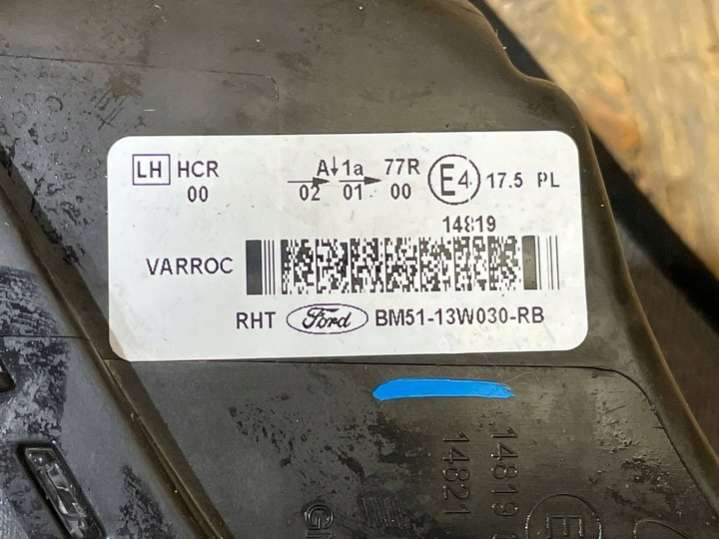 LH HCR A↓1a 77R E4 17.5 PL
00 02 01 00
14819
VARROC
RHT Ford BM51-13W030-RB
14819
14821
E